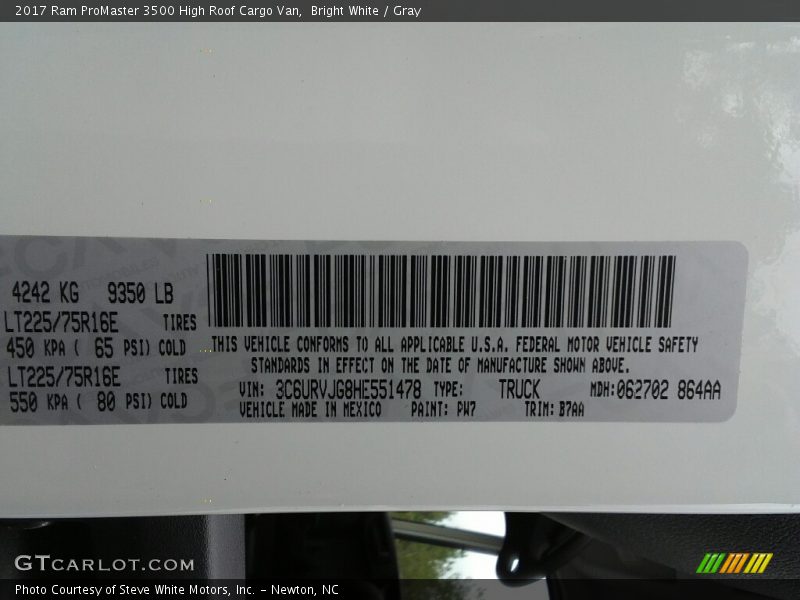 2017 Ram ProMaster 3500 High Roof Cargo Van,  Bright White / Gray
4242 KG 9350 LB
LT225/75R16E TIRES
450 KPA ( 65 PSI) COLD
LT225/75R16E TIRES
550 KPA ( 80 PSI) COLD
THIS VEHICLE CONFORMS TO ALL APPLICABLE U.S.A. FEDERAL MOTOR VEHICLE SAFETY
STANDARDS IN EFFECT ON THE DATE OF MANUFACTURE SHOWN ABOVE.
VIN: 3C6URVJG8HE551478 TYPE: TRUCK MDH:062702 864AA
VEHICLE MADE IN MEXICO PAINT: PW7 TRIM: B7AA
GTCARLOT.COM
Photo Courtesy of Steve White Motors, Inc. - Newton, NC